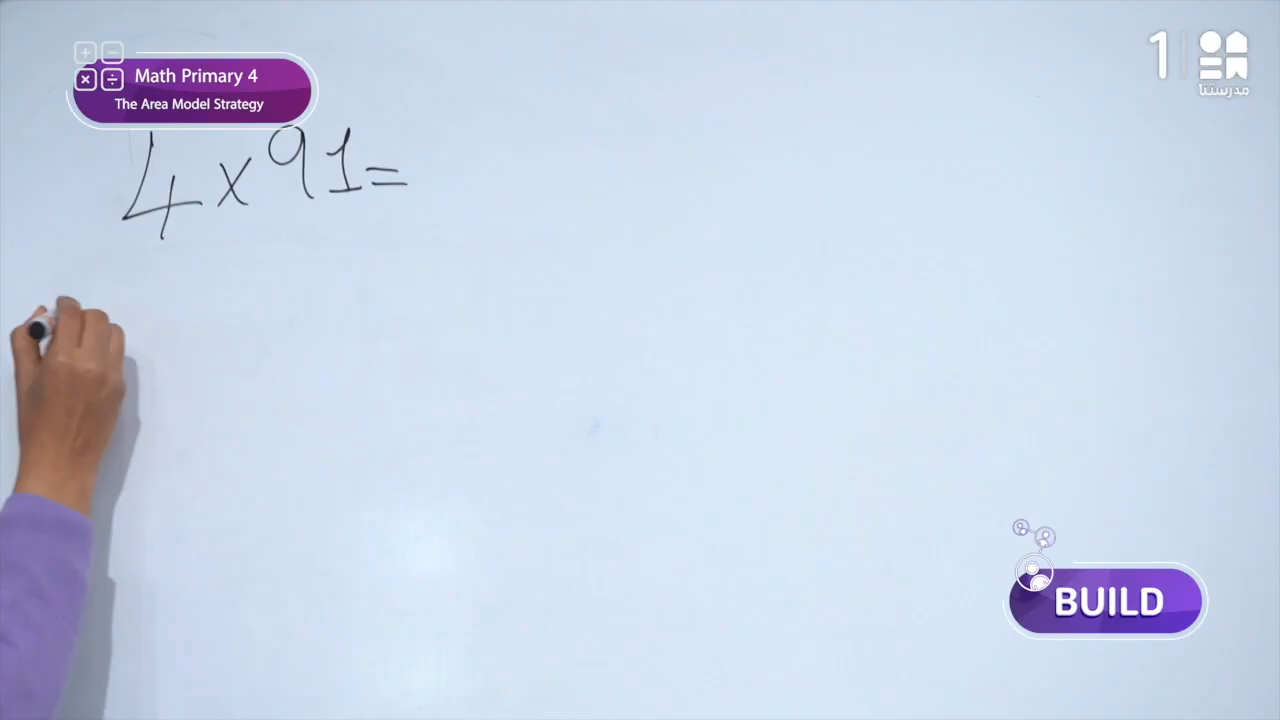 Math Primary 4
The Area Model Strategy
1
مدرستنا
4 x 91 =
BUILD